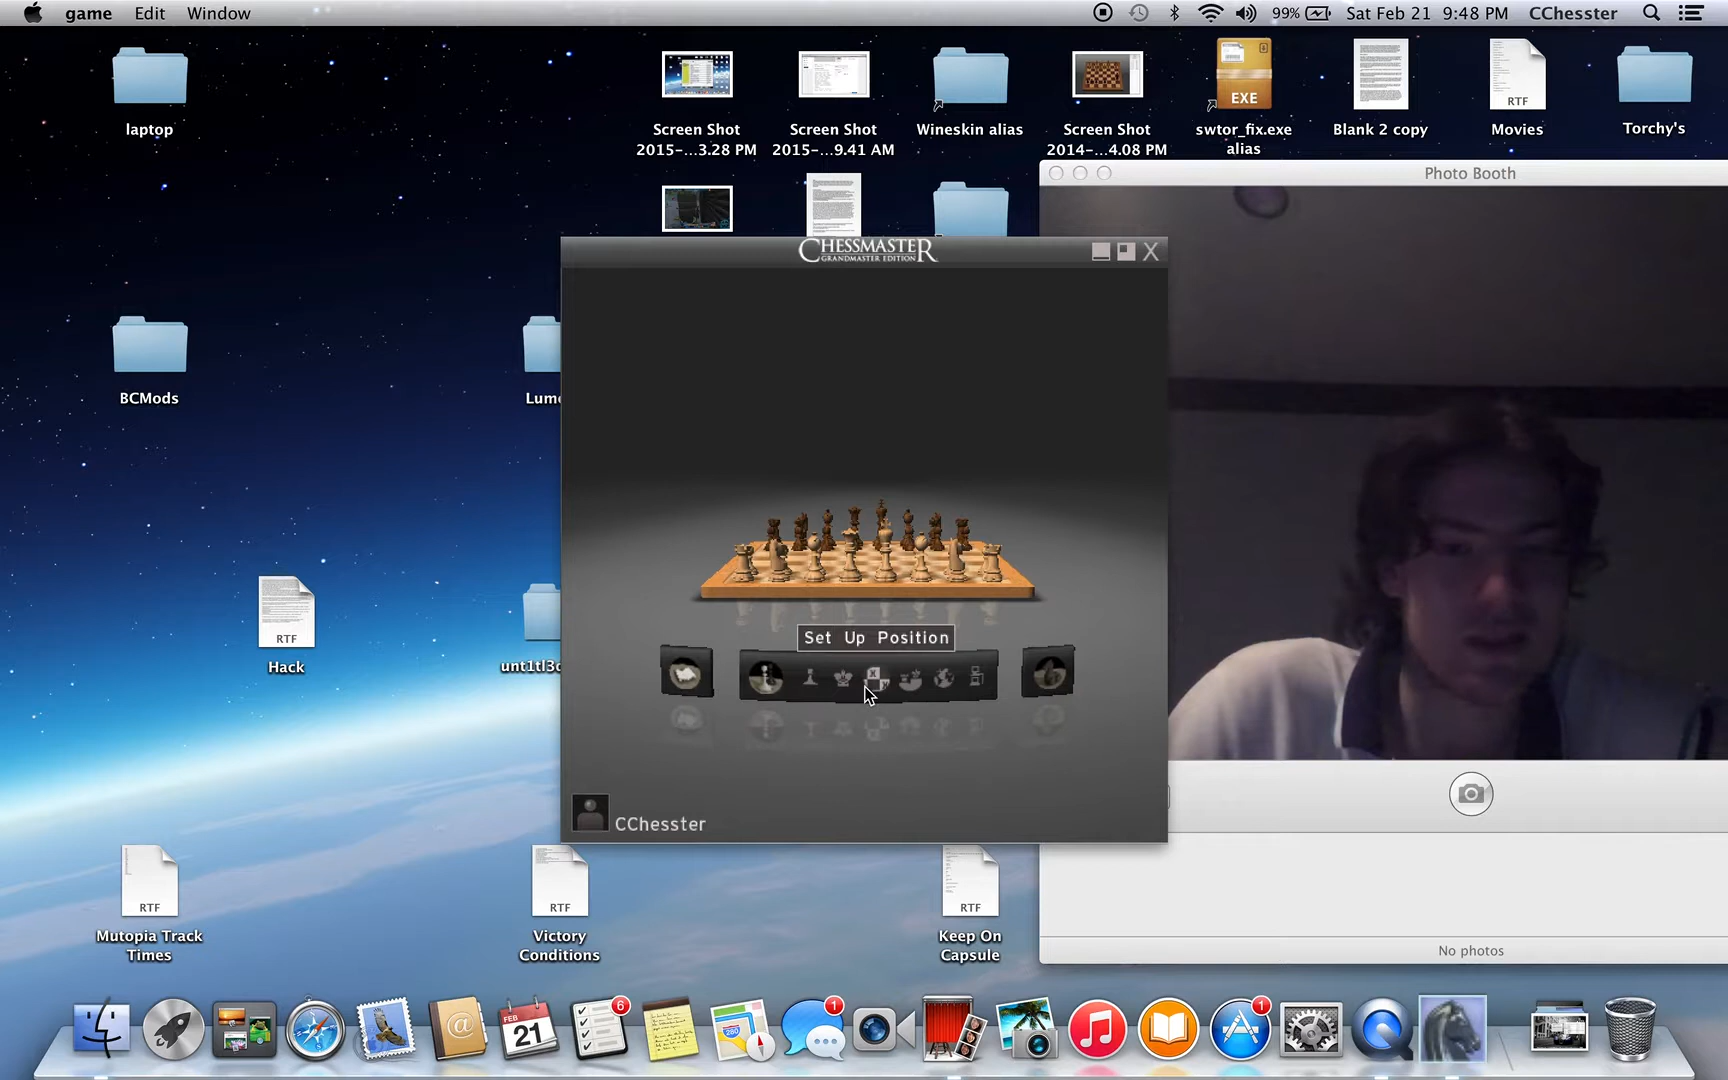 game Edit Window 99% Sat Feb 21 9:48 PM CChesster
laptop
Screen Shot
2015-...3.28 PM
Screen Shot
2015-...9.41 AM
Wineskin alias
Screen Shot
2014-...4.08 PM
EXE
swtor_fix.exe
alias
Blank 2 copy
RTF
Movies
Torchy's
Photo Booth
CHESSMASTER
GRANDMASTER EDITION
X
BCMods
Lume
RTF
Hack
unt1tl3d
Set Up Position
CChesster
RTF
Mutopia Track
Times
RTF
Victory
Conditions
RTF
Keep On
Capsule
No photos
FEB
21
6
280
1
1